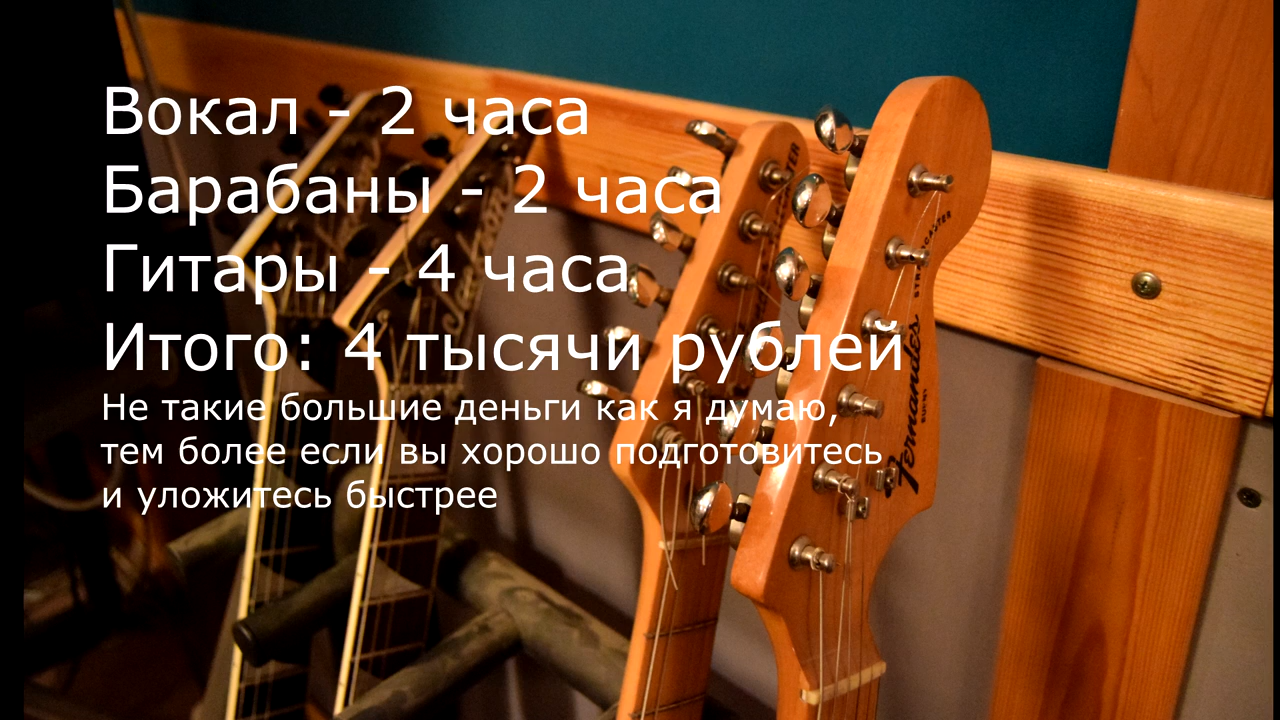 Вокал - 2 часа
Барабаны - 2 часа
Гитары - 4 часа
Итого: 4 тысячи рублей
Не такие большие деньги как я думаю,
тем более если вы хорошо подготовитесь
и уложитесь быстрее
Fernandes